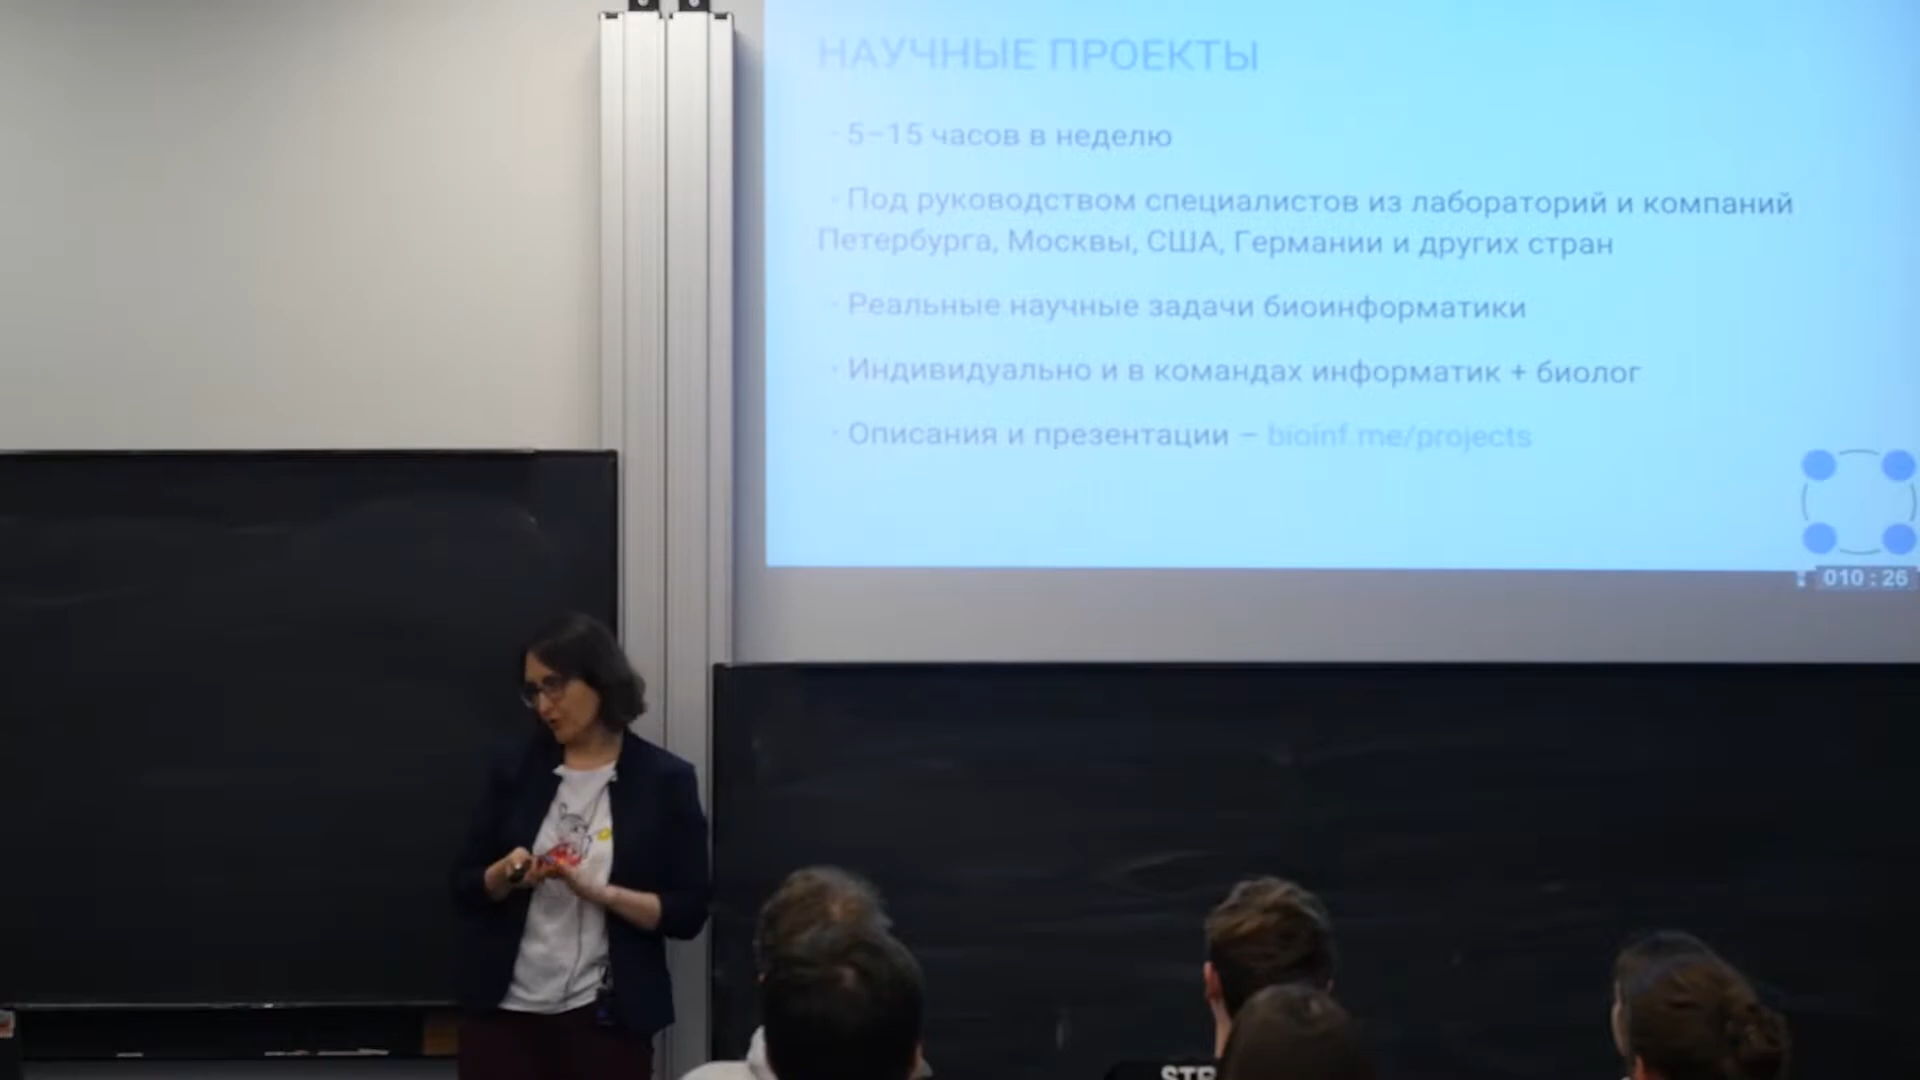 НАУЧНЫЕ ПРОЕКТЫ
- 5–15 часов в неделю
- Под руководством специалистов из лабораторий и компаний
Петербурга, Москвы, США, Германии и других стран
- Реальные научные задачи биоинформатики
- Индивидуально и в командах информатик + биолог
- Описания и презентации – bioinf.me/projects
010:26
STR